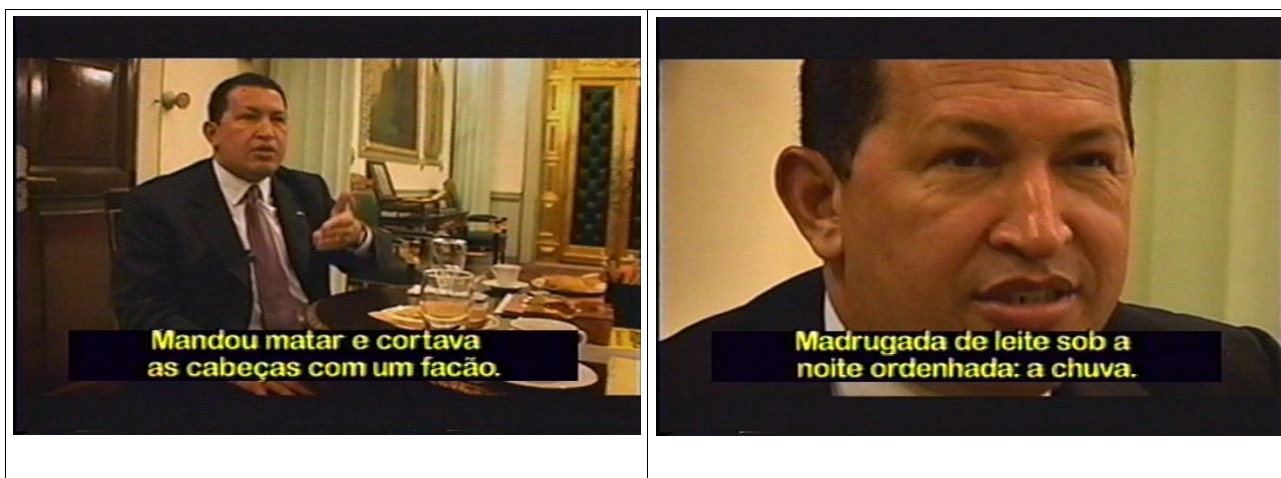 Mandou matar e cortava
as cabeças com um facão.
Madrugada de leite sob a
noite ordenhada: a chuva.